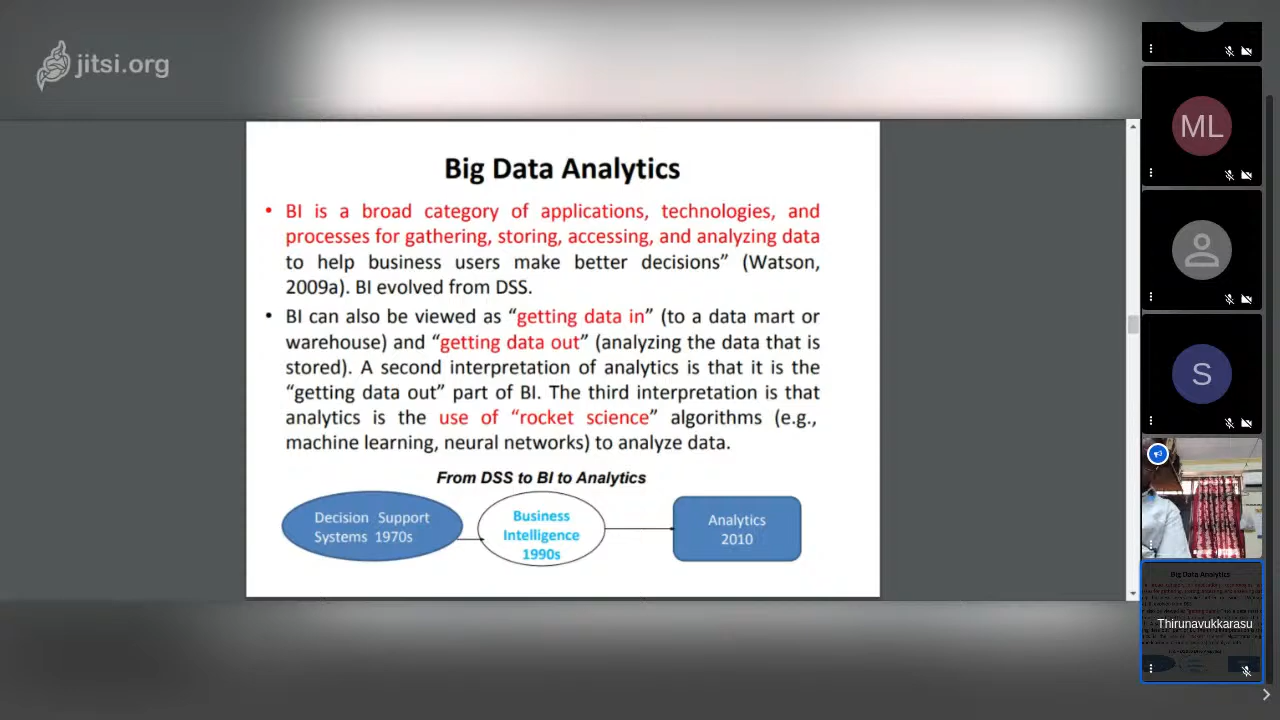 jitsi.org
Big Data Analytics
• BI is a broad category of applications, technologies, and
processes for gathering, storing, accessing, and analyzing data
to help business users make better decisions” (Watson,
2009a). BI evolved from DSS.
• BI can also be viewed as “getting data in” (to a data mart or
warehouse) and “getting data out” (analyzing the data that is
stored). A second interpretation of analytics is that it is the
“getting data out” part of BI. The third interpretation is that
analytics is the use of “rocket science” algorithms (e.g.,
machine learning, neural networks) to analyze data.
From DSS to BI to Analytics
Decision Support
Systems 1970s
Business
Intelligence
1990s
Analytics
2010
ML
S
Big Data Analytics
Thirunavukkarasu